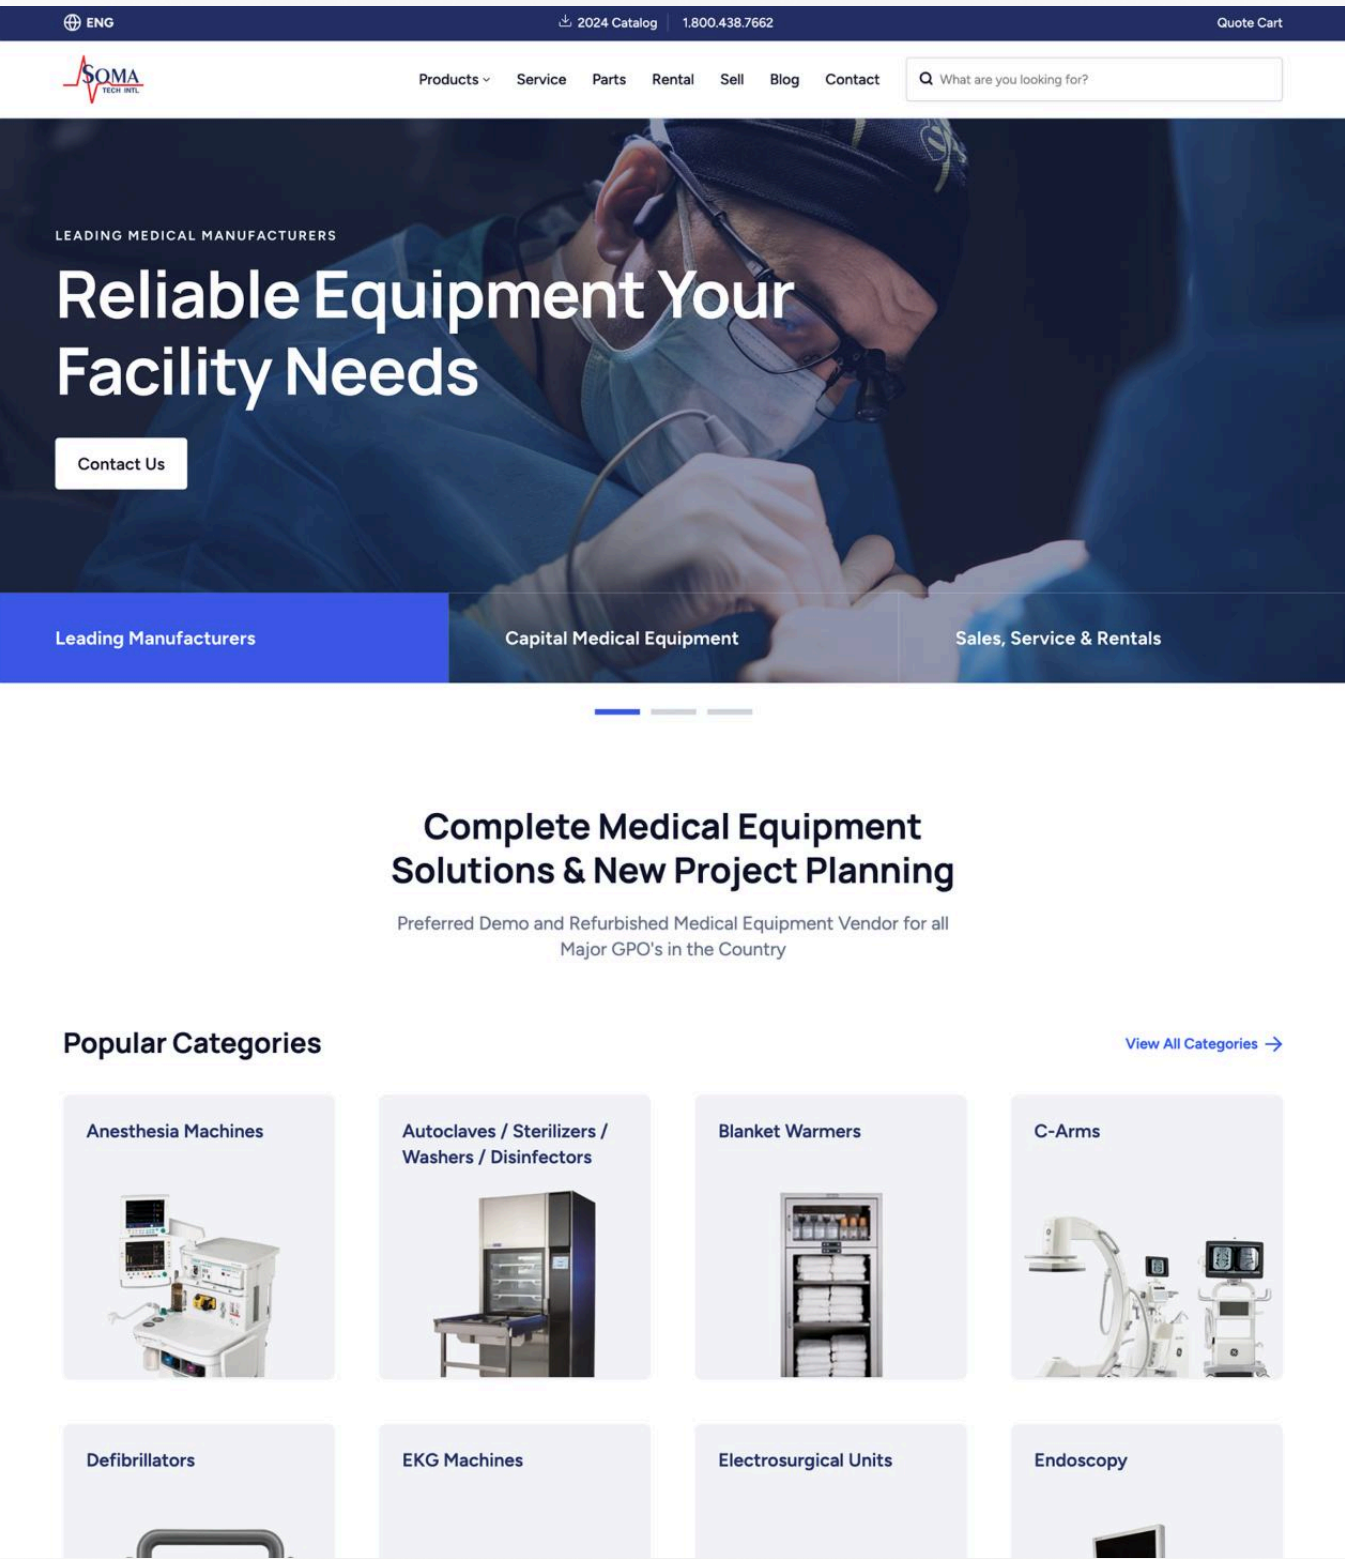 ENG
2024 Catalog
1.800.438.7662
Quote Cart
SOMA
TECH INTL
Products
Service
Parts
Rental
Sell
Blog
Contact
What are you looking for?
LEADING MEDICAL MANUFACTURERS
Reliable Equipment Your
Facility Needs
Contact Us
Leading Manufacturers
Capital Medical Equipment
Sales, Service & Rentals
Complete Medical Equipment
Solutions & New Project Planning
Preferred Demo and Refurbished Medical Equipment Vendor for all
Major GPO's in the Country
Popular Categories
View All Categories
Anesthesia Machines
Autoclaves / Sterilizers /
Washers / Disinfectors
Blanket Warmers
C-Arms
Defibrillators
EKG Machines
Electrosurgical Units
Endoscopy